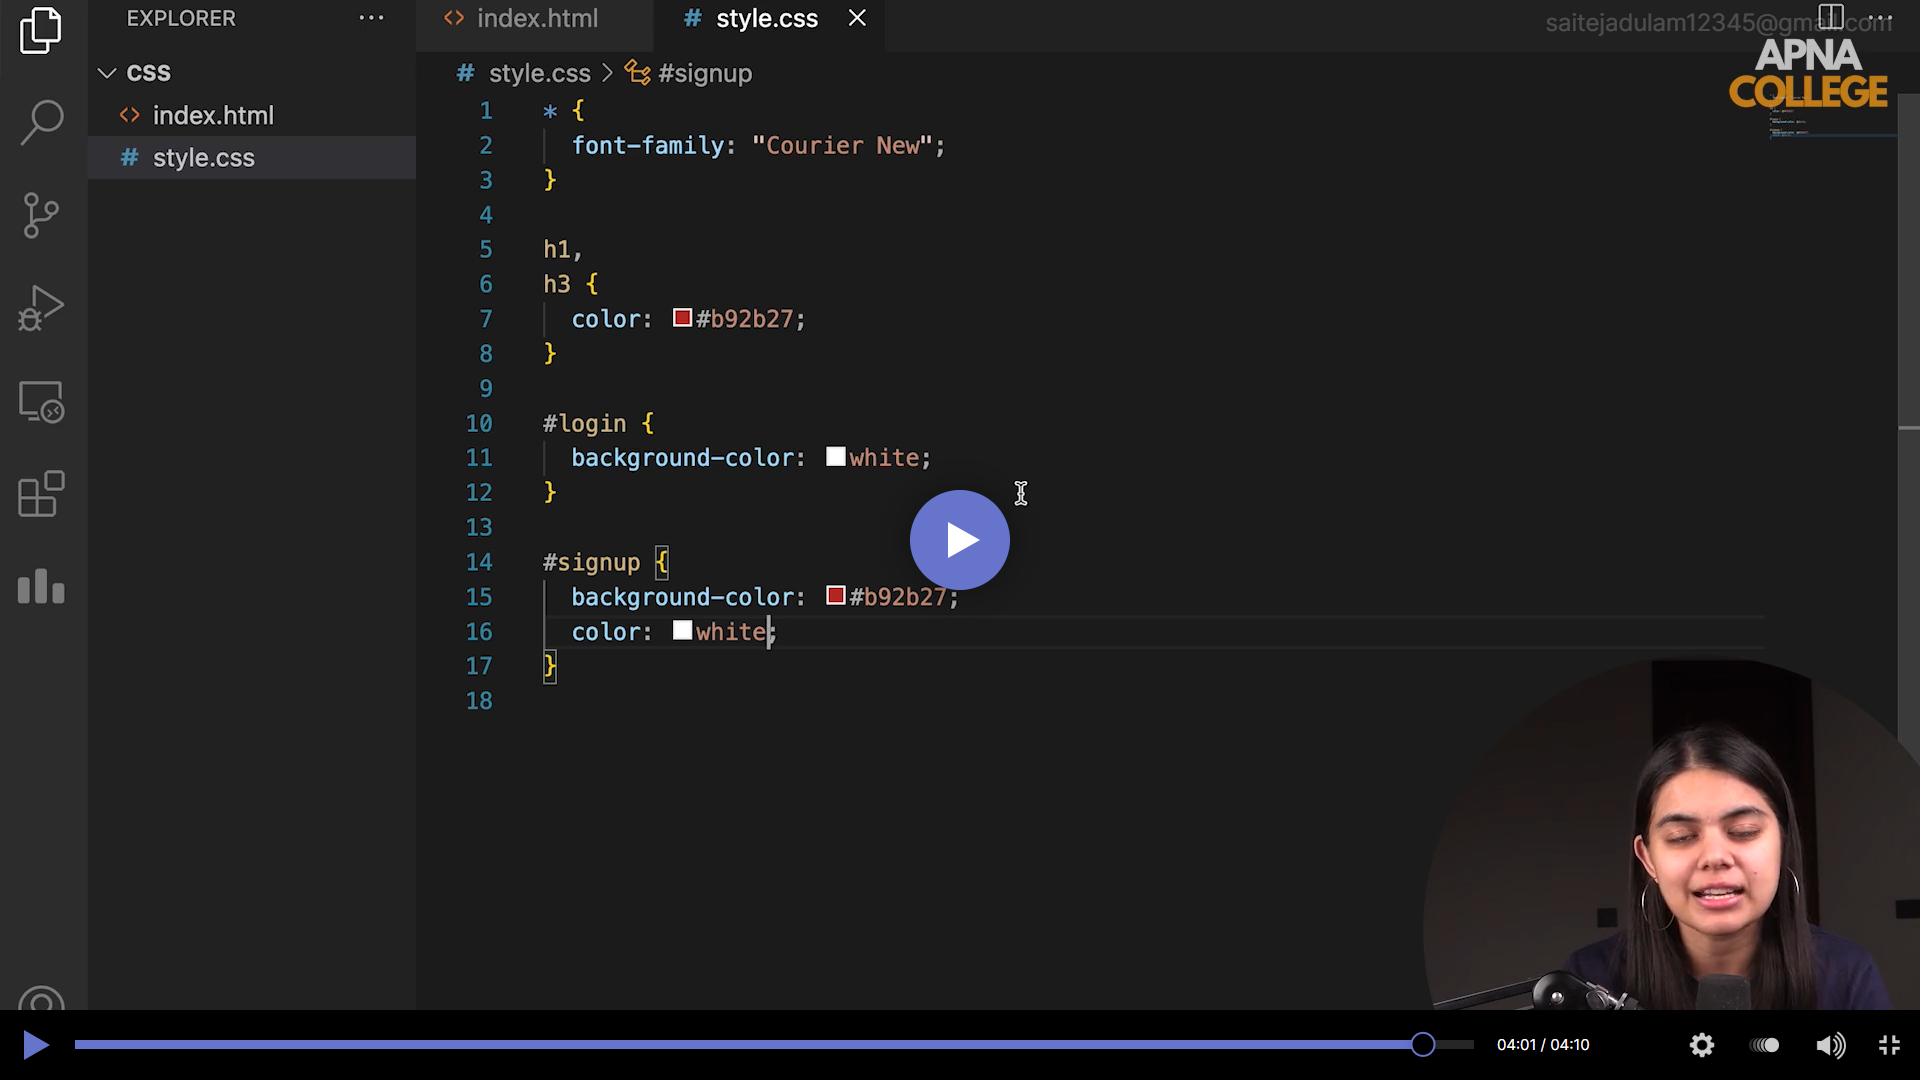 EXPLORER
index.html
style.css
saitejadulam12345@gmail.com
APNA
COLLEGE
CSS
index.html
style.css
style.css > #signup
1 * {
2 font-family: "Courier New";
3 }
4
5 h1,
6 h3 {
7 color: #b92b27;
8 }
9
10 #login {
11 background-color: white;
12 }
13
14 #signup {
15 background-color: #b92b27;
16 color: white;
17 }
18
04:01 / 04:10